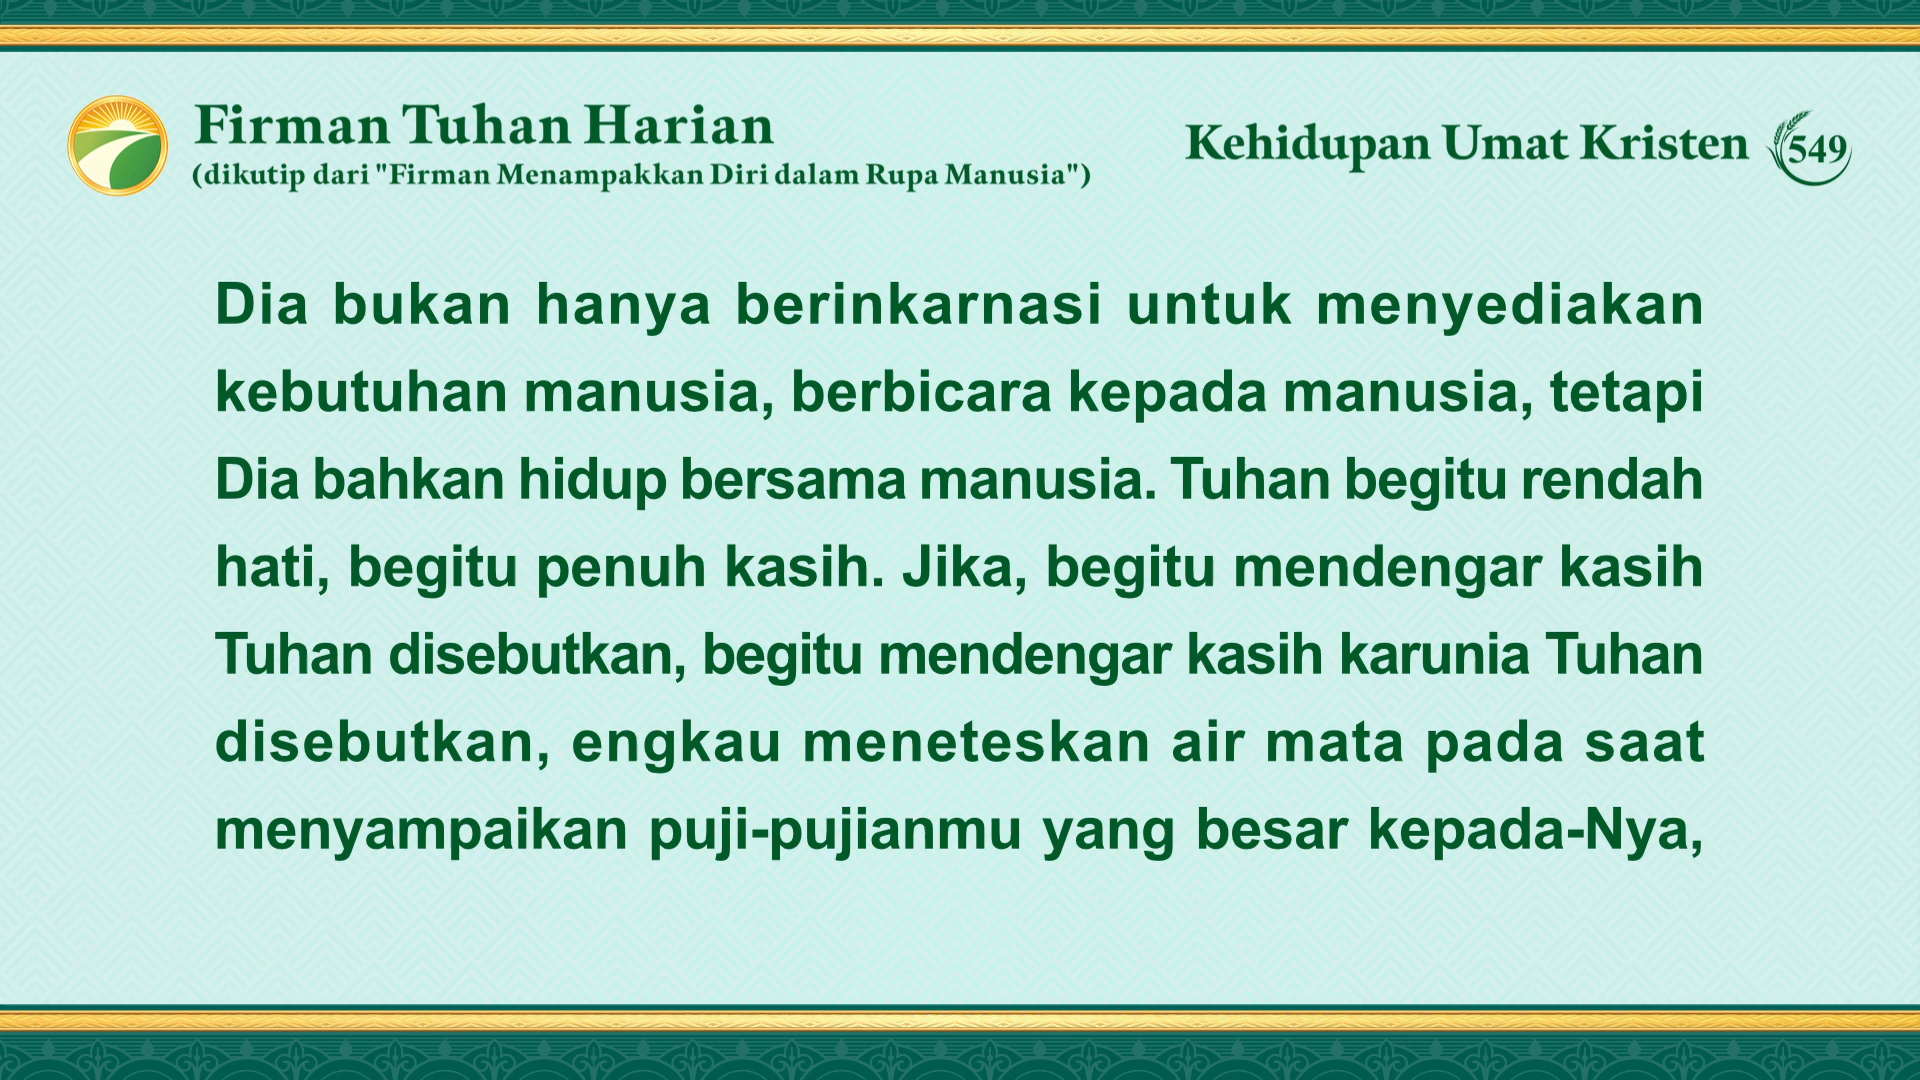 Firman Tuhan Harian
(dikutip dari "Firman Menampakkan Diri dalam Rupa Manusia")
Kehidupan Umat Kristen 549
Dia bukan hanya berinkarnasi untuk menyediakan
kebutuhan manusia, berbicara kepada manusia, tetapi
Dia bahkan hidup bersama manusia. Tuhan begitu rendah
hati, begitu penuh kasih. Jika, begitu mendengar kasih
Tuhan disebutkan, begitu mendengar kasih karunia Tuhan
disebutkan, engkau meneteskan air mata pada saat
menyampaikan puji-pujianmu yang besar kepada-Nya,